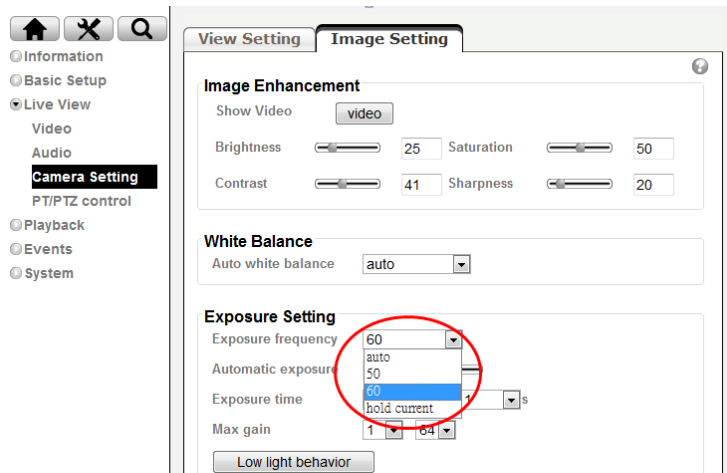 View Setting Image Setting
Information
Basic Setup
Live View
Video
Audio
Camera Setting
PT/PTZ control
Playback
Events
System
Image Enhancement
Show Video video
Brightness 25 Saturation 50
Contrast 41 Sharpness 20
White Balance
Auto white balance auto
Exposure Setting
Exposure frequency 60
auto
50
60
hold current
Automatic exposure
Exposure time 1 s
Max gain 1 64
Low light behavior